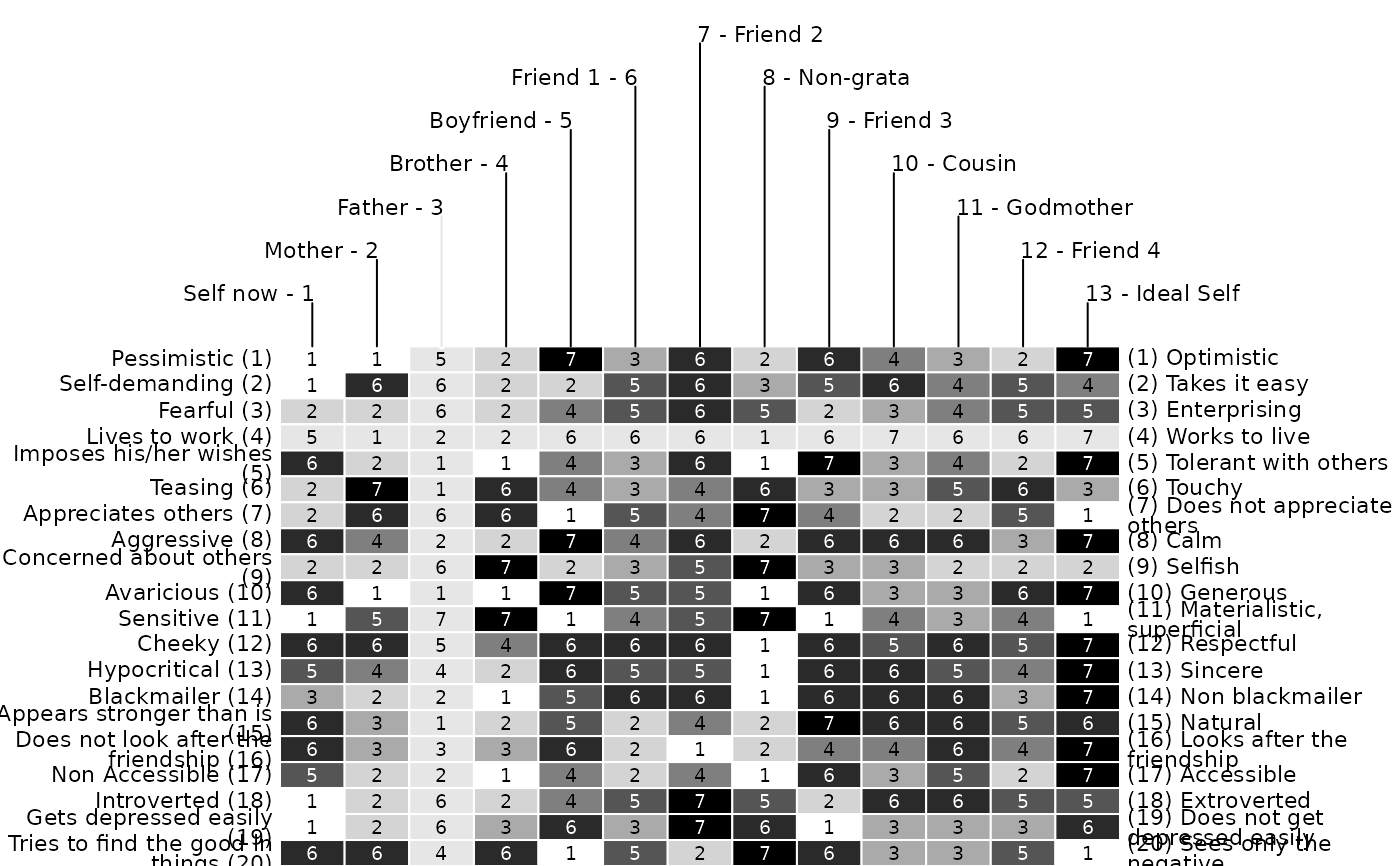 7 - Friend 2
Friend 1 - 6
8 - Non-grata
Boyfriend - 5
9 - Friend 3
Brother - 4
10 - Cousin
Father - 3
11 - Godmother
Mother - 2
12 - Friend 4
Self now - 1
13 - Ideal Self
Pessimistic (1) 1 1 5 2 7 3 6 2 6 4 3 2 7 (1) Optimistic
Self-demanding (2) 1 6 6 2 2 5 6 3 5 6 4 5 4 (2) Takes it easy
Fearful (3) 2 2 6 2 4 5 6 5 2 3 4 5 5 (3) Enterprising
Lives to work (4) 5 1 2 2 6 6 6 1 6 7 6 6 7 (4) Works to live
Imposes his/her wishes
(5) 6 2 1 1 4 3 6 1 7 3 4 2 7 (5) Tolerant with others
Teasing (6) 2 7 1 6 4 3 4 6 3 3 5 6 3 (6) Touchy
Appreciates others (7) 2 6 6 6 1 5 4 7 4 2 2 5 1 (7) Does not appreciate
others
Aggressive (8) 6 4 2 2 7 4 6 2 6 6 6 3 7 (8) Calm
Concerned about others
(9) 2 2 6 7 2 3 5 7 3 3 2 2 2 (9) Selfish
Avaricious (10) 6 1 1 1 7 5 5 1 6 3 3 6 7 (10) Generous
Sensitive (11) 1 5 7 7 1 4 5 7 1 4 3 4 1 (11) Materialistic,
superficial
Cheeky (12) 6 6 5 4 6 6 6 1 6 5 6 5 7 (12) Respectful
Hypocritical (13) 5 4 4 2 6 5 5 1 6 6 5 4 7 (13) Sincere
Blackmailer (14) 3 2 2 1 5 6 6 1 6 6 6 3 7 (14) Non blackmailer
Appears stronger than is
(15) 6 3 1 2 5 2 4 2 7 6 6 5 6 (15) Natural
Does not look after the
friendship (16) 6 3 3 3 6 2 1 2 4 4 6 4 7 (16) Looks after the
friendship
Non Accessible (17) 5 2 2 1 4 2 4 1 6 3 5 2 7 (17) Accessible
Introverted (18) 1 2 6 2 4 5 7 5 2 6 6 5 5 (18) Extroverted
Gets depressed easily
(19) 1 2 6 3 6 3 7 6 1 3 3 3 6 (19) Does not get
depressed easily
Tries to find the good in
things (20) 6 6 4 6 1 5 2 7 6 3 3 5 1 (20) Sees only the
negative